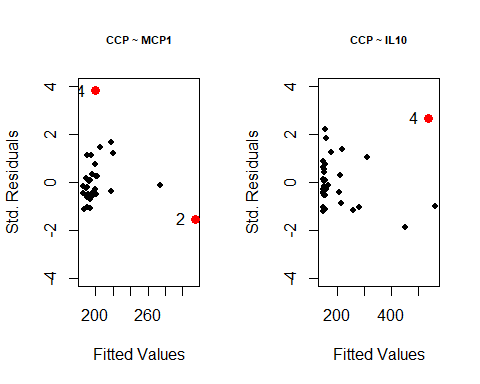 CCP ~ MCP1
Std. Residuals
4
2
0
-2
-4
4
2
200 260
Fitted Values
CCP ~ IL10
Std. Residuals
4
2
0
-2
-4
4
200 400
Fitted Values